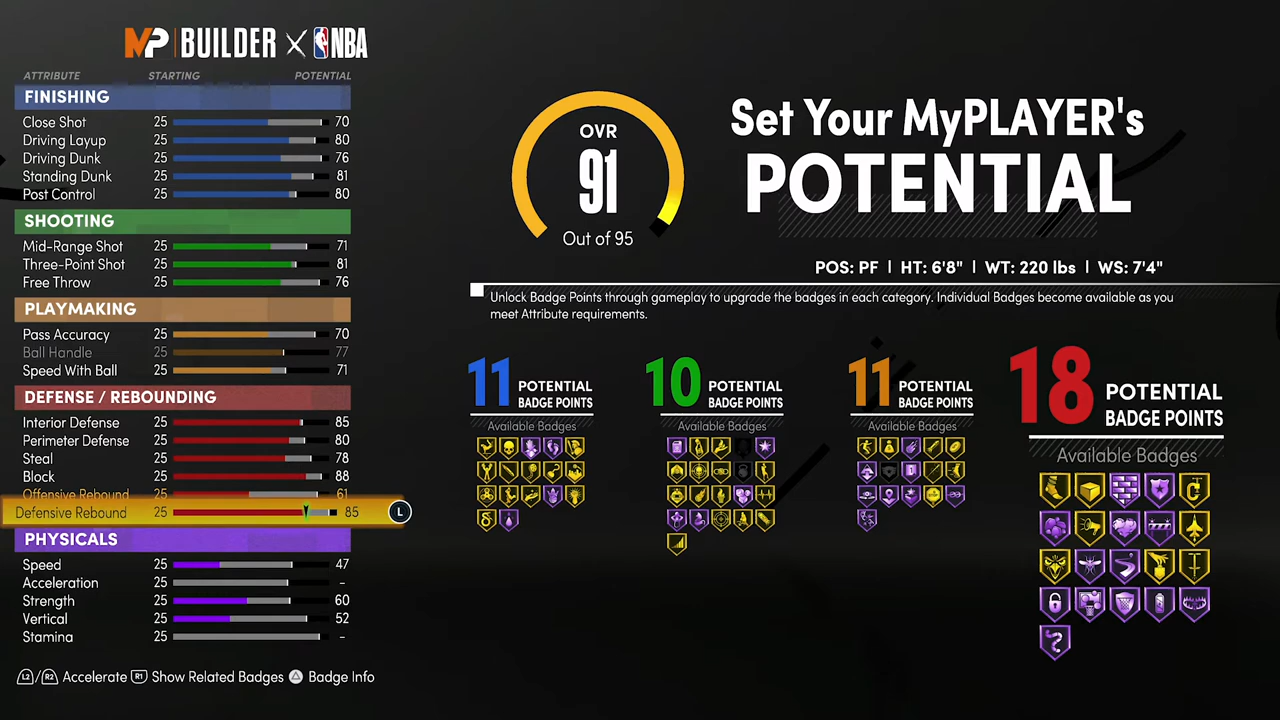 MP | BUILDER X NBA
ATTRIBUTE STARTING POTENTIAL
FINISHING
Close Shot 25 70
Driving Layup 25 80
Driving Dunk 25 76
Standing Dunk 25 81
Post Control 25 80
SHOOTING
Mid-Range Shot 25 71
Three-Point Shot 25 81
Free Throw 25 76
PLAYMAKING
Pass Accuracy 25 70
Ball Handle 25 77
Speed With Ball 25 71
DEFENSE / REBOUNDING
Interior Defense 25 85
Perimeter Defense 25 80
Steal 25 78
Block 25 88
Offensive Rebound 25 61
Defensive Rebound 25 85 L
PHYSICALS
Speed 25 47
Acceleration 25 -
Strength 25 60
Vertical 25 52
Stamina 25 -
L2/R2 Accelerate R1 Show Related Badges Badge Info
OVR
91
Out of 95
Set Your MyPLAYER's
POTENTIAL
POS: PF | HT: 6'8" | WT: 220 lbs | WS: 7'4"
Unlock Badge Points through gameplay to upgrade the badges in each category. Individual Badges become available as you
meet Attribute requirements.
11 POTENTIAL
BADGE POINTS
Available Badges
10 POTENTIAL
BADGE POINTS
Available Badges
11 POTENTIAL
BADGE POINTS
Available Badges
18 POTENTIAL
BADGE POINTS
Available Badges